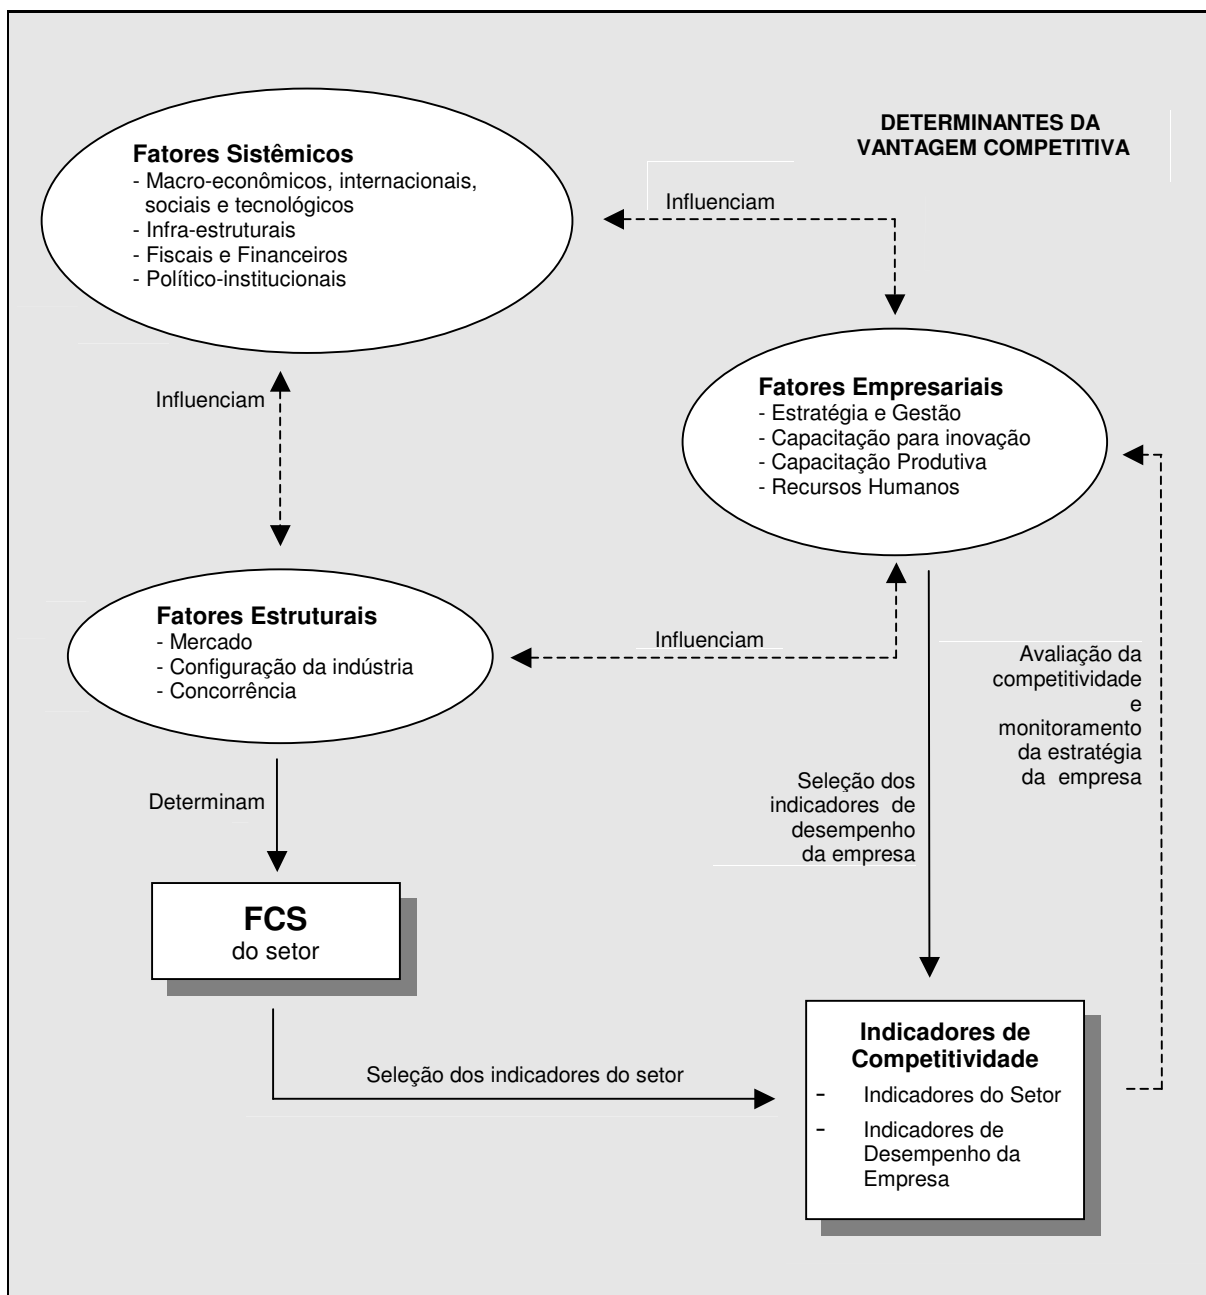 DETERMINANTES DA
VANTAGEM COMPETITIVA
Fatores Sistêmicos
- Macro-econômicos, internacionais,
sociais e tecnológicos
- Infra-estruturais
- Fiscais e Financeiros
- Político-institucionais
Influenciam
Influenciam
Fatores Empresariais
- Estratégia e Gestão
- Capacitação para inovação
- Capacitação Produtiva
- Recursos Humanos
Fatores Estruturais
- Mercado
- Configuração da indústria
- Concorrência
Influenciam
Avaliação da
competitividade
e
monitoramento
da estratégia
da empresa
Determinam
Seleção dos
indicadores de
desempenho
da empresa
FCS
do setor
Seleção dos indicadores do setor
Indicadores de
Competitividade
- Indicadores do Setor
- Indicadores de
Desempenho da
Empresa